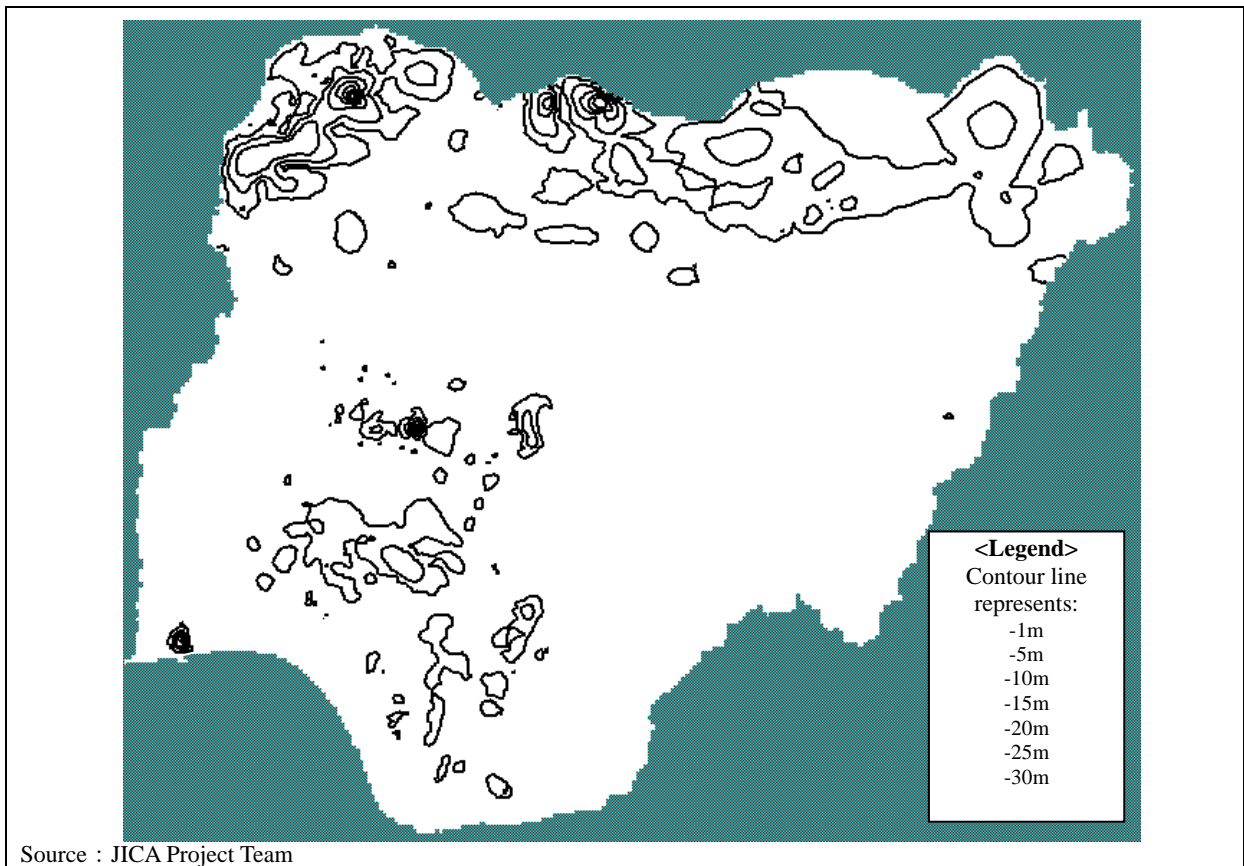 <Legend>
Contour line
represents:
-1m
-5m
-10m
-15m
-20m
-25m
-30m
Source：JICA Project Team